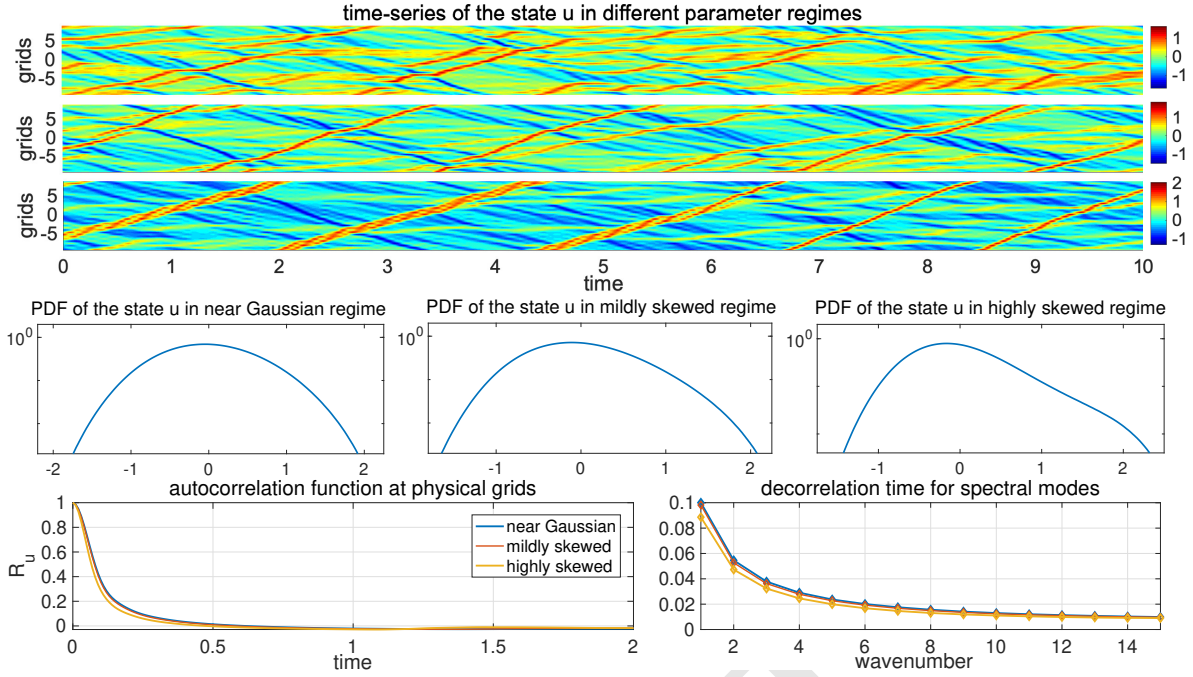 time-series of the state u in different parameter regimes
grids
5
0
-5
1
0
-1
grids
5
0
-5
1
0
-1
grids
5
0
-5
2
1
0
-1
0 1 2 3 4 5 6 7 8 9 10
time
PDF of the state u in near Gaussian regime
10^0
-2 -1 0 1 2
PDF of the state u in mildly skewed regime
10^0
-1 0 1 2
PDF of the state u in highly skewed regime
10^0
-1 0 1 2
autocorrelation function at physical grids
R_u
1
0.8
0.6
0.4
0.2
0
near Gaussian
mildly skewed
highly skewed
0 0.5 1 1.5 2
time
decorrelation time for spectral modes
0.1
0.08
0.06
0.04
0.02
0
2 4 6 8 10 12 14
wavenumber